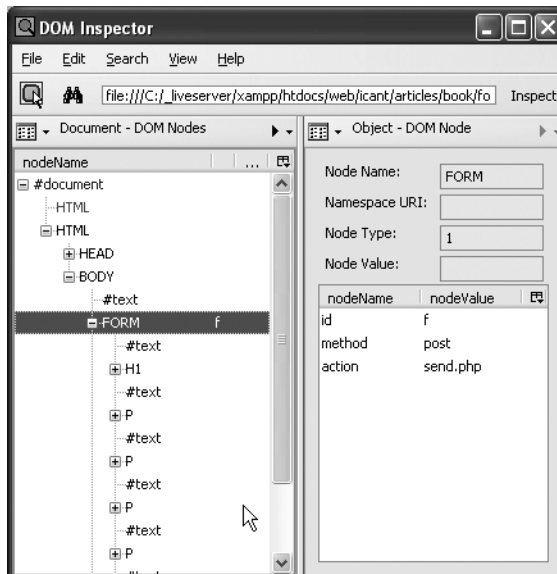 DOM Inspector
File Edit Search View Help
file:///C:/_liveserver/xampp/htdocs/web/icant/articles/book/fo Inspect
Document - DOM Nodes
nodeName ...
#document
HTML
HTML
HEAD
BODY
#text
FORM f
#text
H1
#text
P
#text
P
#text
P
#text
P
Object - DOM Node
Node Name: FORM
Namespace URI:
Node Type: 1
Node Value:
nodeName nodeValue
id f
method post
action send.php